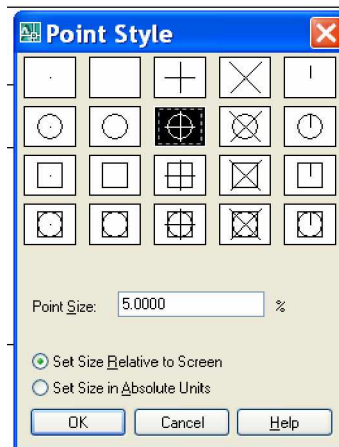 Point Style
Point Size: 5.0000 %
Set Size Relative to Screen
Set Size in Absolute Units
OK Cancel Help